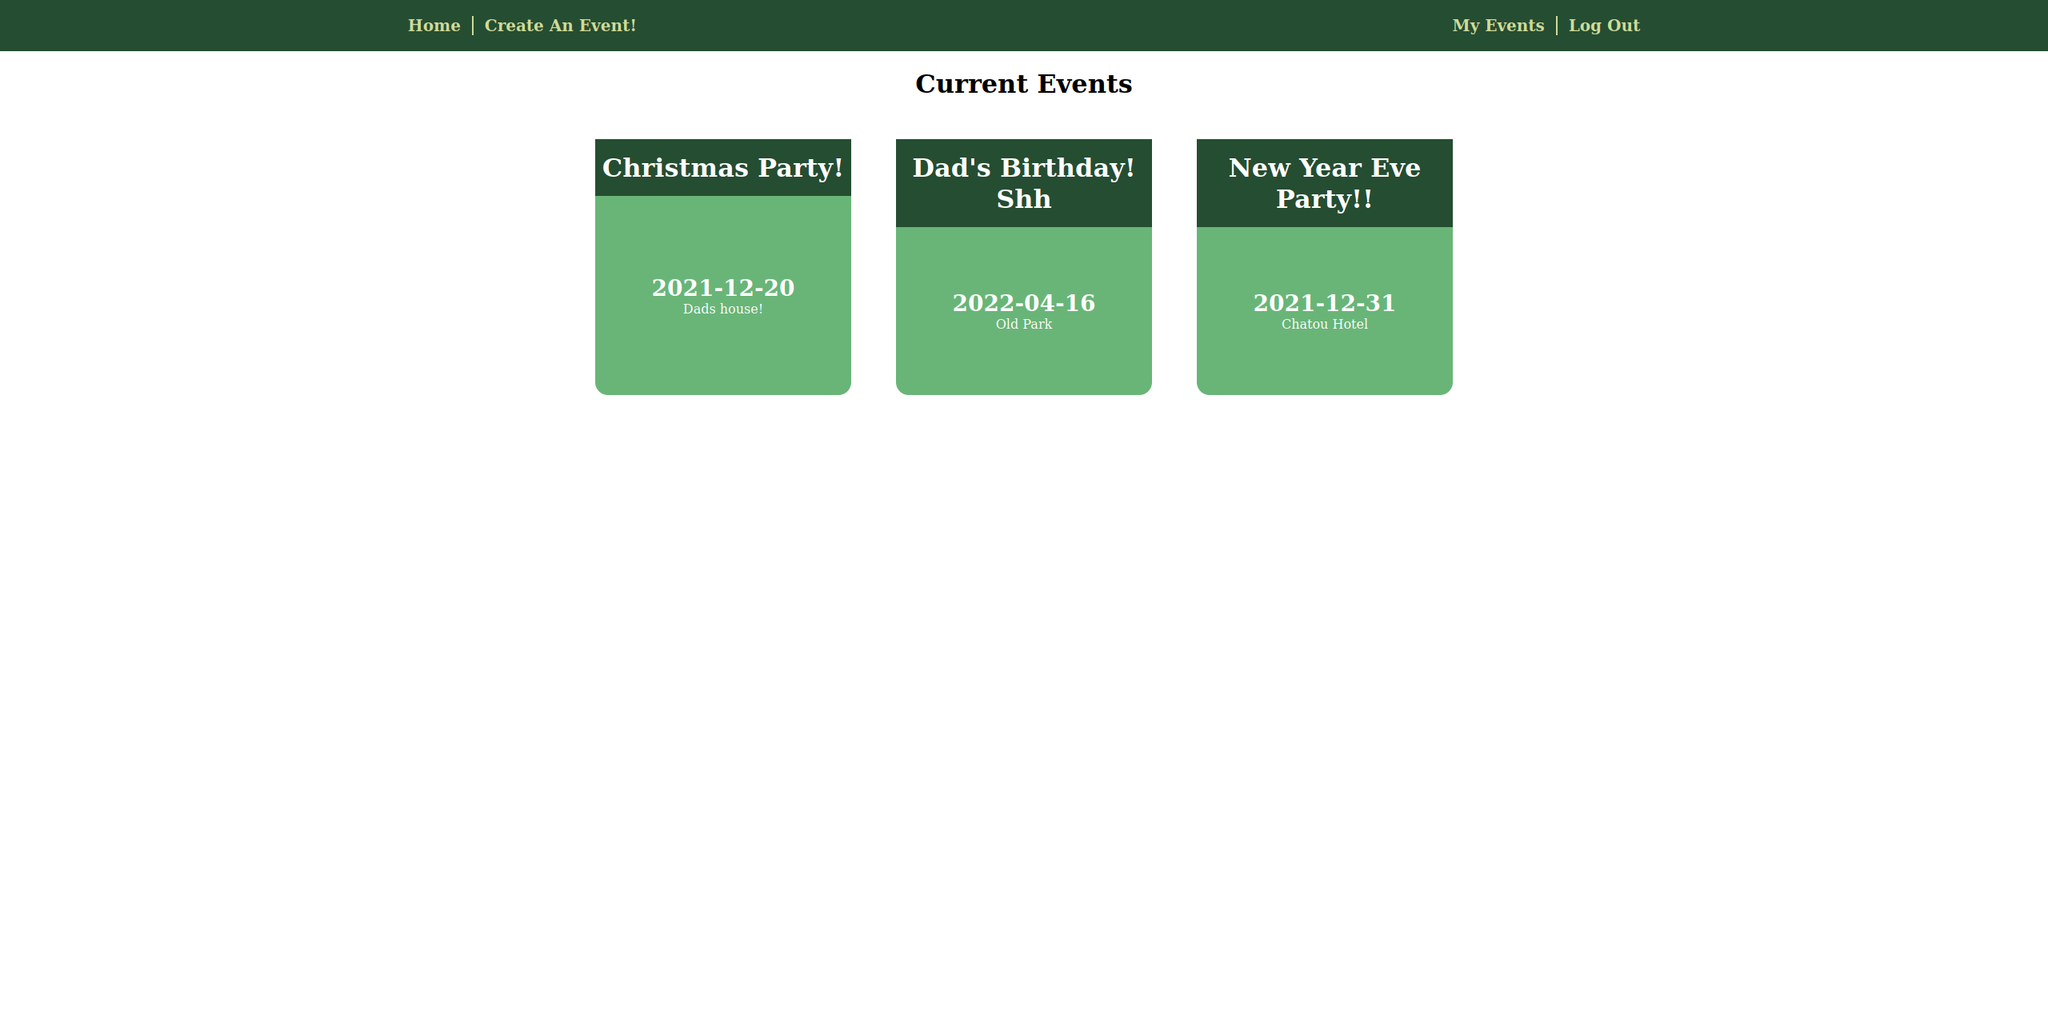 Home | Create An Event! My Events | Log Out
Current Events
Christmas Party!
2021-12-20
Dads house!
Dad's Birthday!
Shh
2022-04-16
Old Park
New Year Eve
Party!!
2021-12-31
Chatou Hotel